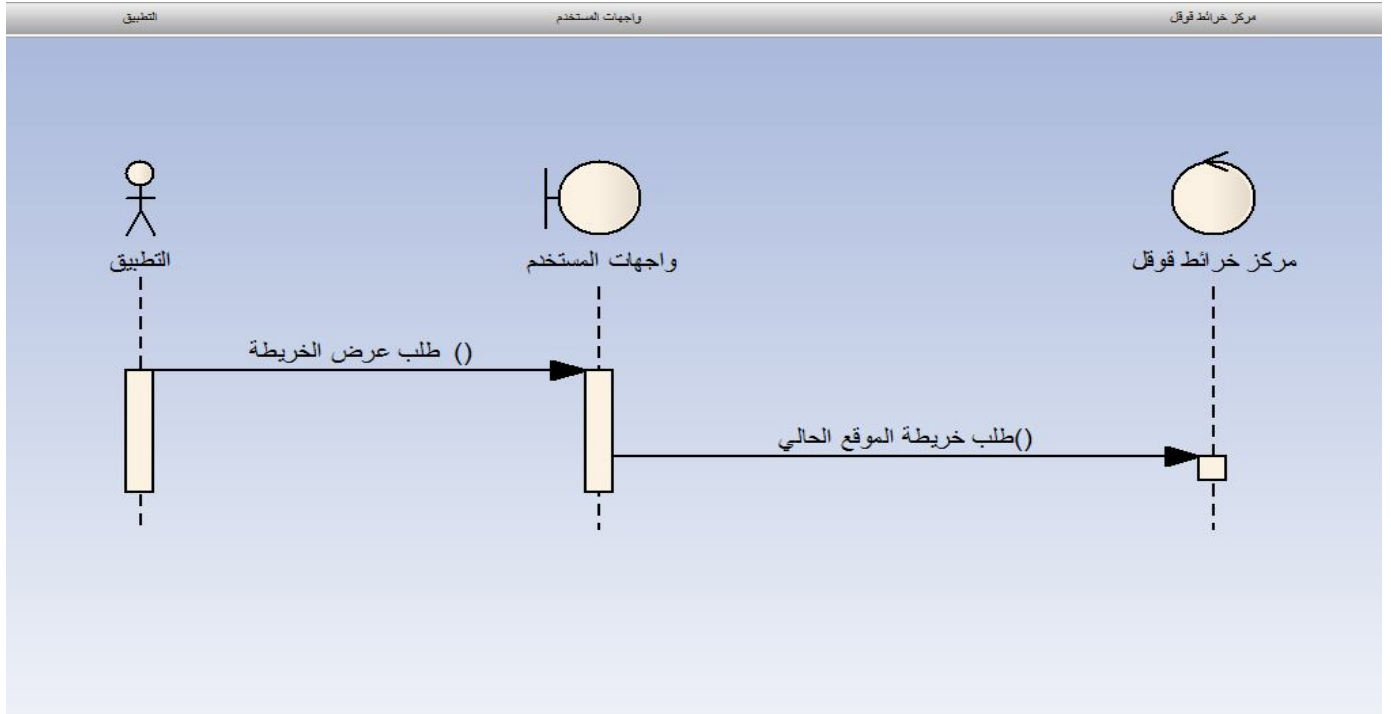 التطبيق
واجهات المستخدم
مركز خرائط قوقل
التطبيق
واجهات المستخدم
مركز خرائط قوقل
طلب عرض الخريطة ()
طلب خريطة الموقع الحالي()